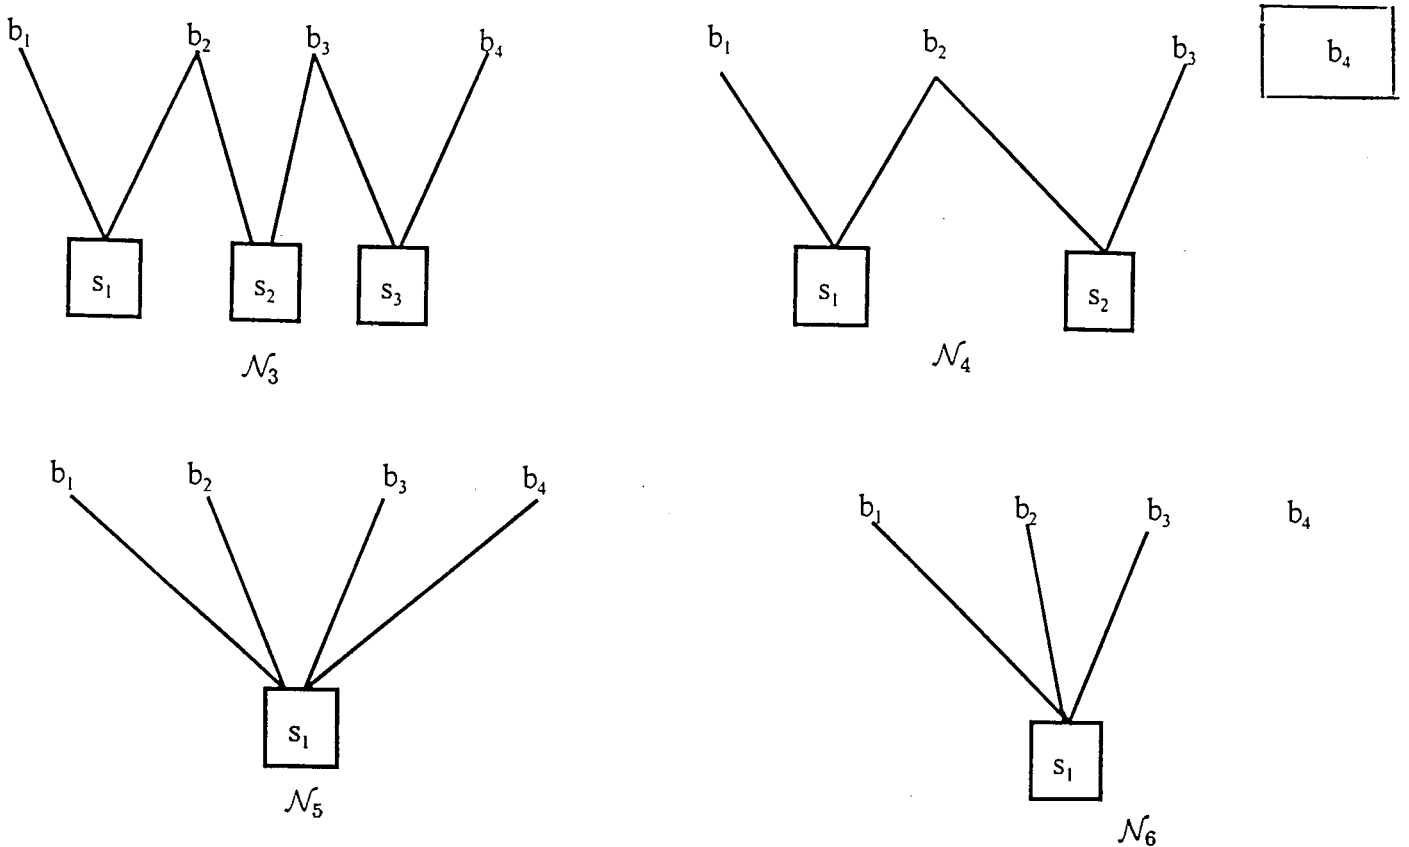 b₁ b₂ b₃ b₄
s₁ s₂ s₃
𝒩₃
b₁ b₂ b₃ b₄
s₁ s₂
𝒩₄
b₁ b₂ b₃ b₄
s₁
𝒩₅
b₁ b₂ b₃ b₄
s₁
𝒩₆